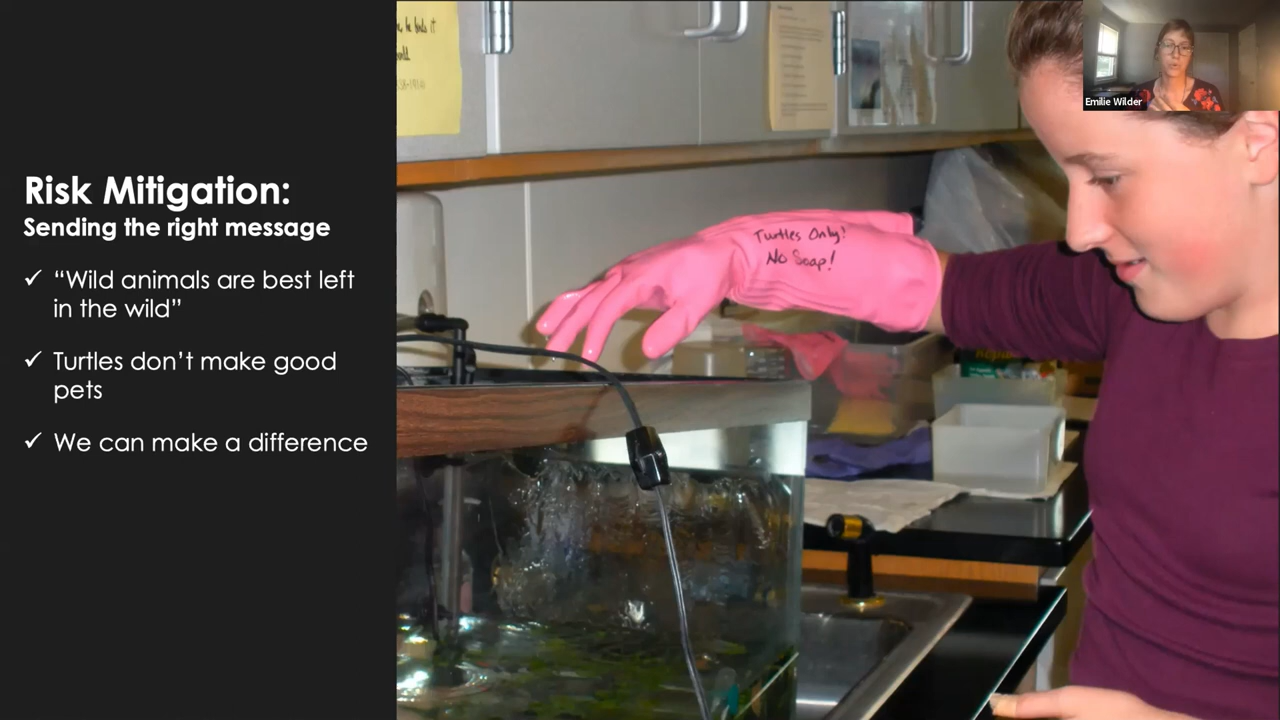 Risk Mitigation:
Sending the right message
✓ “Wild animals are best left
in the wild”
✓ Turtles don’t make good
pets
✓ We can make a difference
Turtles Only!
No Soap!
Emilie Wilder